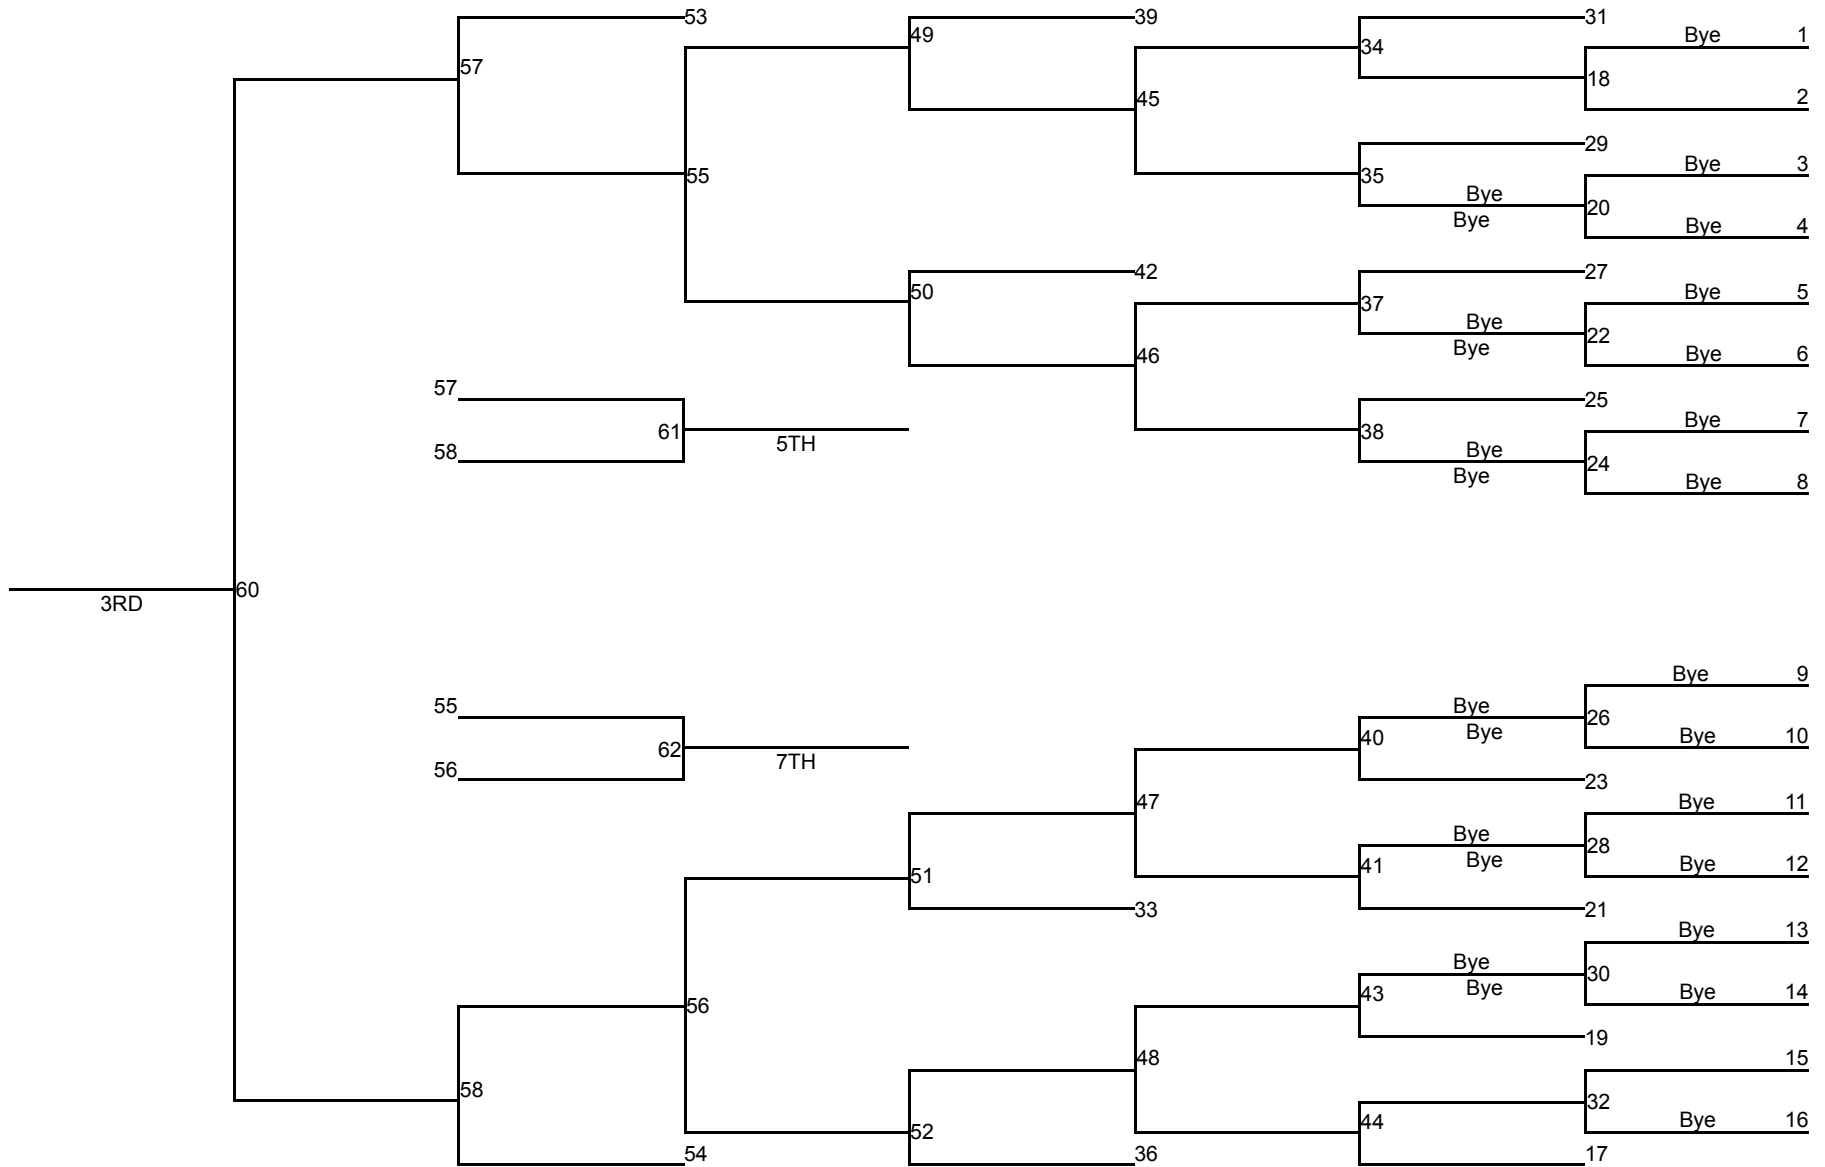 53 39 31
49 Bye 1
57 34
45 18
2
29
Bye 3
55 35
Bye 20
Bye Bye 4
42 27
50 Bye 5
37
Bye 22
46 Bye Bye 6
57 25
Bye 7
61 38
58 5TH Bye 24
Bye Bye 8
60
3RD
Bye 9
55 Bye 26
Bye Bye 10
62 40
56 7TH 23
47 Bye 11
Bye 28
41 Bye Bye 12
51
33 21
Bye 13
Bye 30
43 Bye Bye 14
56
19
48 15
58 32
44 Bye 16
52
54 36 17